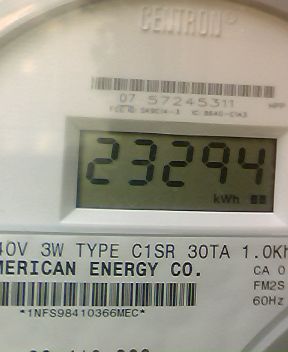 CENTRON®
07 57245311
23294
kWh
40V 3W TYPE C1SR 30TA 1.0Kh
MERICAN ENERGY CO.
CA 0
FM2S
60Hz
*1NFS98410366MEC*